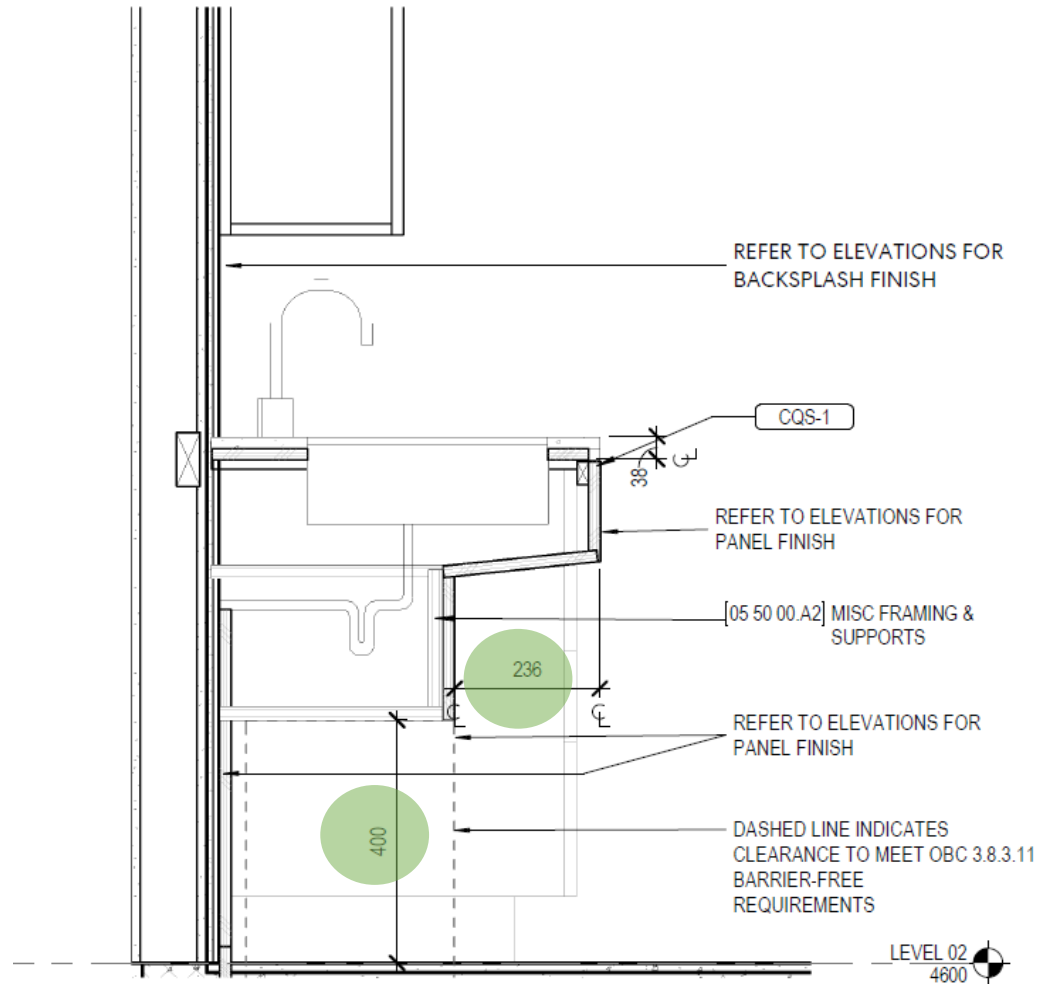 REFER TO ELEVATIONS FOR
BACKSPLASH FINISH
CQS-1
38
REFER TO ELEVATIONS FOR
PANEL FINISH
[05 50 00.A2] MISC FRAMING &
SUPPORTS
236
REFER TO ELEVATIONS FOR
PANEL FINISH
400
DASHED LINE INDICATES
CLEARANCE TO MEET OBC 3.8.3.11
BARRIER-FREE
REQUIREMENTS
LEVEL 02
4600